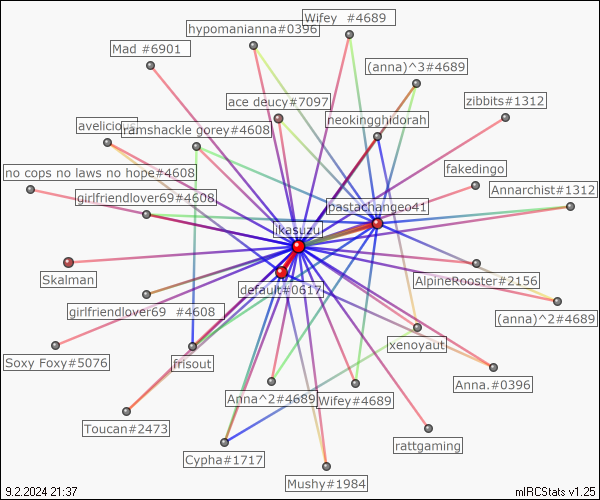 Wifey  #4689
hypomanianna#0396
Mad #6901
(anna)^3#4689
ace deucy#7097
zibbits#1312
neokingghidorah
ramshackle gorey#4608
fakedingo
no cops no laws no hope#4608
Annarchist#1312
girlfriendlover69#4608
pastachangeo41
ikasuzu
Skalman
AlpineRooster#2156
default#0617
girlfriendlover69  #4608
(anna)^2#4689
xenoyaut
Soxy Foxy#5076
frisout
Anna.#0396
Anna^2#4689
Wifey#4689
Toucan#2473
rattgaming
Cypha#1717
Mushy#1984
9.2.2024 21:37
mIRCStats v1.25